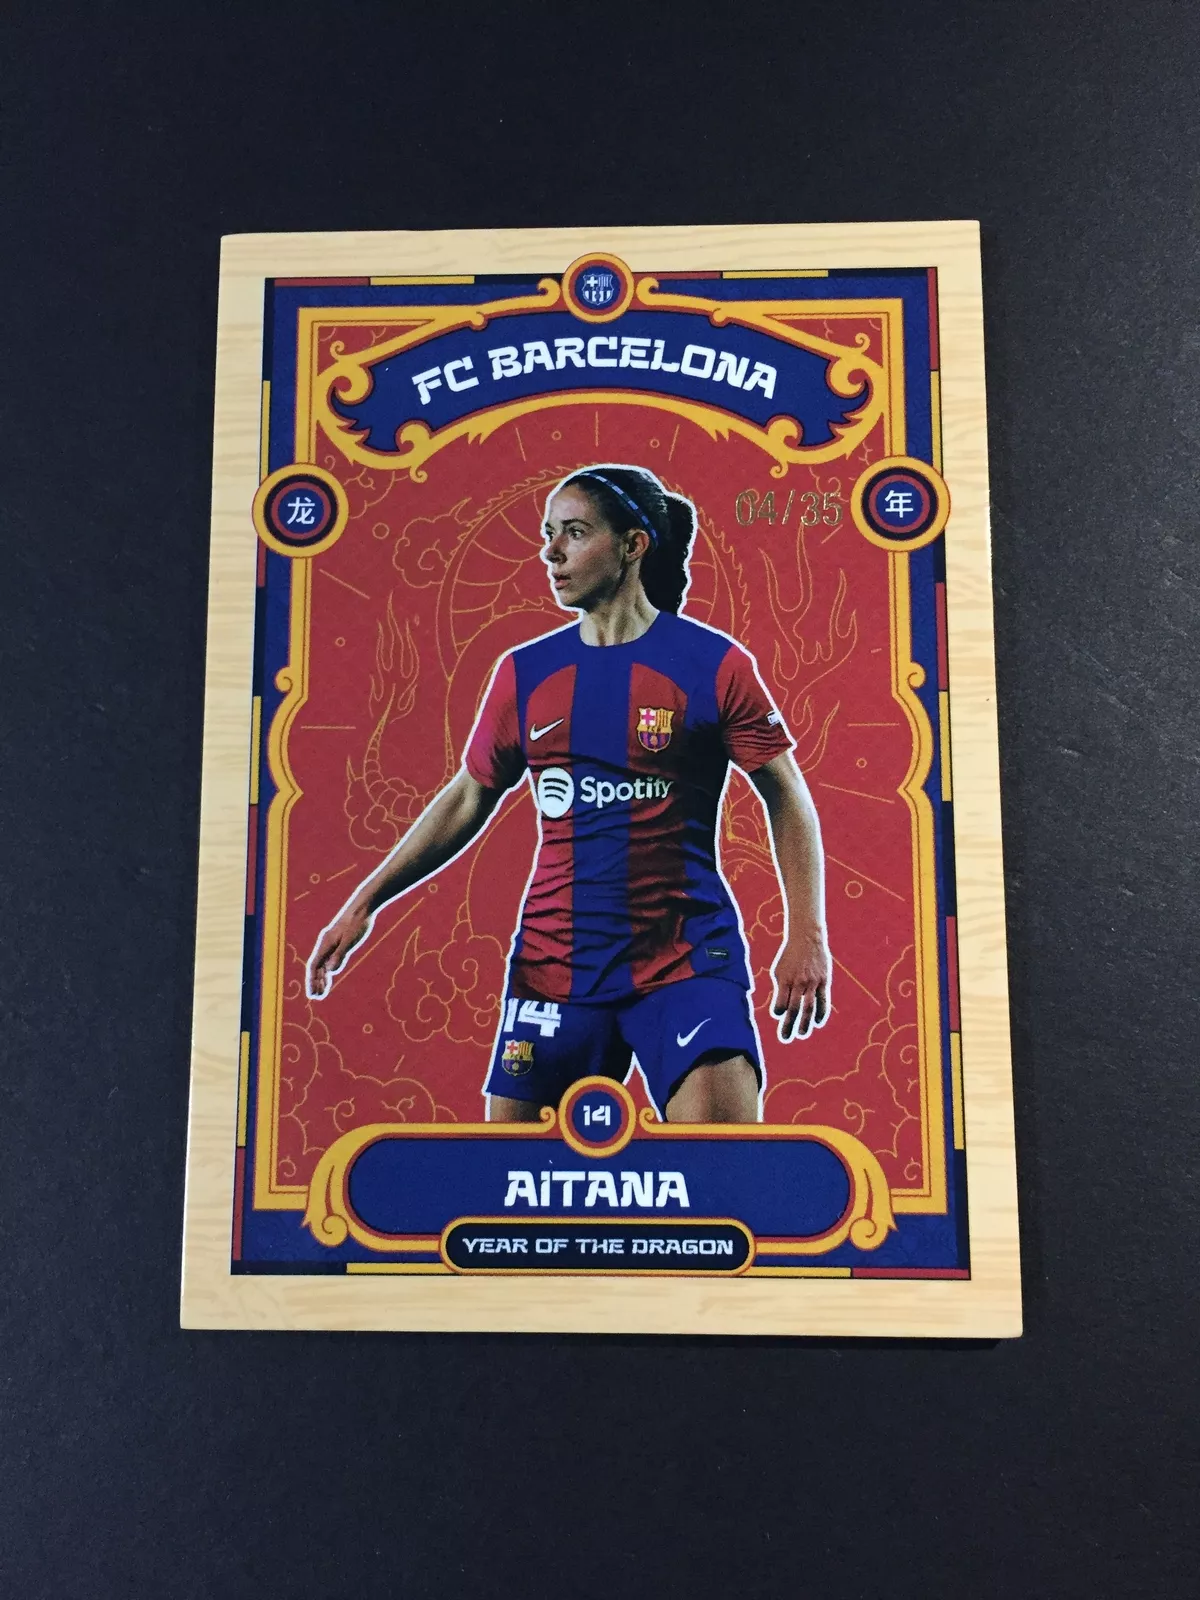 FC BARCELONA
龙
年
04/35
Spotify
14
14
AITANA
YEAR OF THE DRAGON